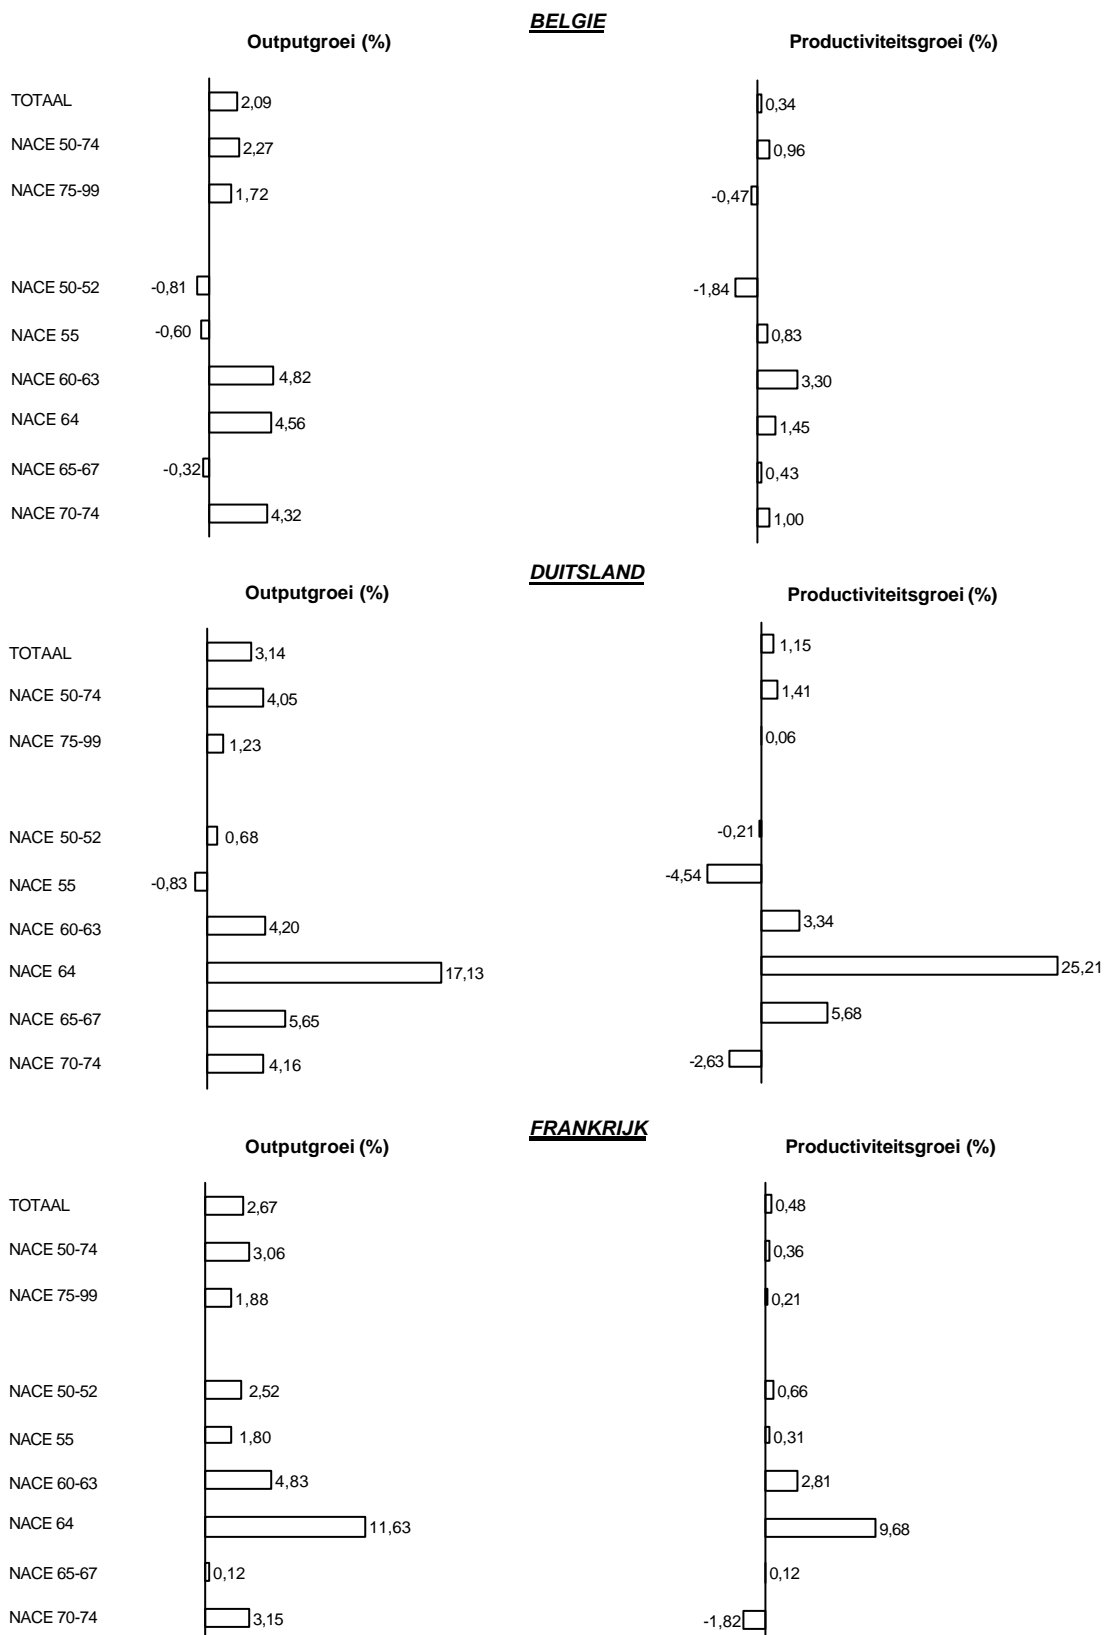 BELGIE
Outputgroei (%) Productiviteitsgroei (%)
TOTAAL 2,09 0,34
NACE 50-74 2,27 0,96
NACE 75-99 1,72 -0,47
NACE 50-52 -0,81 -1,84
NACE 55 -0,60 0,83
NACE 60-63 4,82 3,30
NACE 64 4,56 1,45
NACE 65-67 -0,32 0,43
NACE 70-74 4,32 1,00
DUITSLAND
Outputgroei (%) Productiviteitsgroei (%)
TOTAAL 3,14 1,15
NACE 50-74 4,05 1,41
NACE 75-99 1,23 0,06
NACE 50-52 0,68 -0,21
NACE 55 -0,83 -4,54
NACE 60-63 4,20 3,34
NACE 64 17,13 25,21
NACE 65-67 5,65 5,68
NACE 70-74 4,16 -2,63
FRANKRIJK
Outputgroei (%) Productiviteitsgroei (%)
TOTAAL 2,67 0,48
NACE 50-74 3,06 0,36
NACE 75-99 1,88 0,21
NACE 50-52 2,52 0,66
NACE 55 1,80 0,31
NACE 60-63 4,83 2,81
NACE 64 11,63 9,68
NACE 65-67 0,12 0,12
NACE 70-74 3,15 -1,82